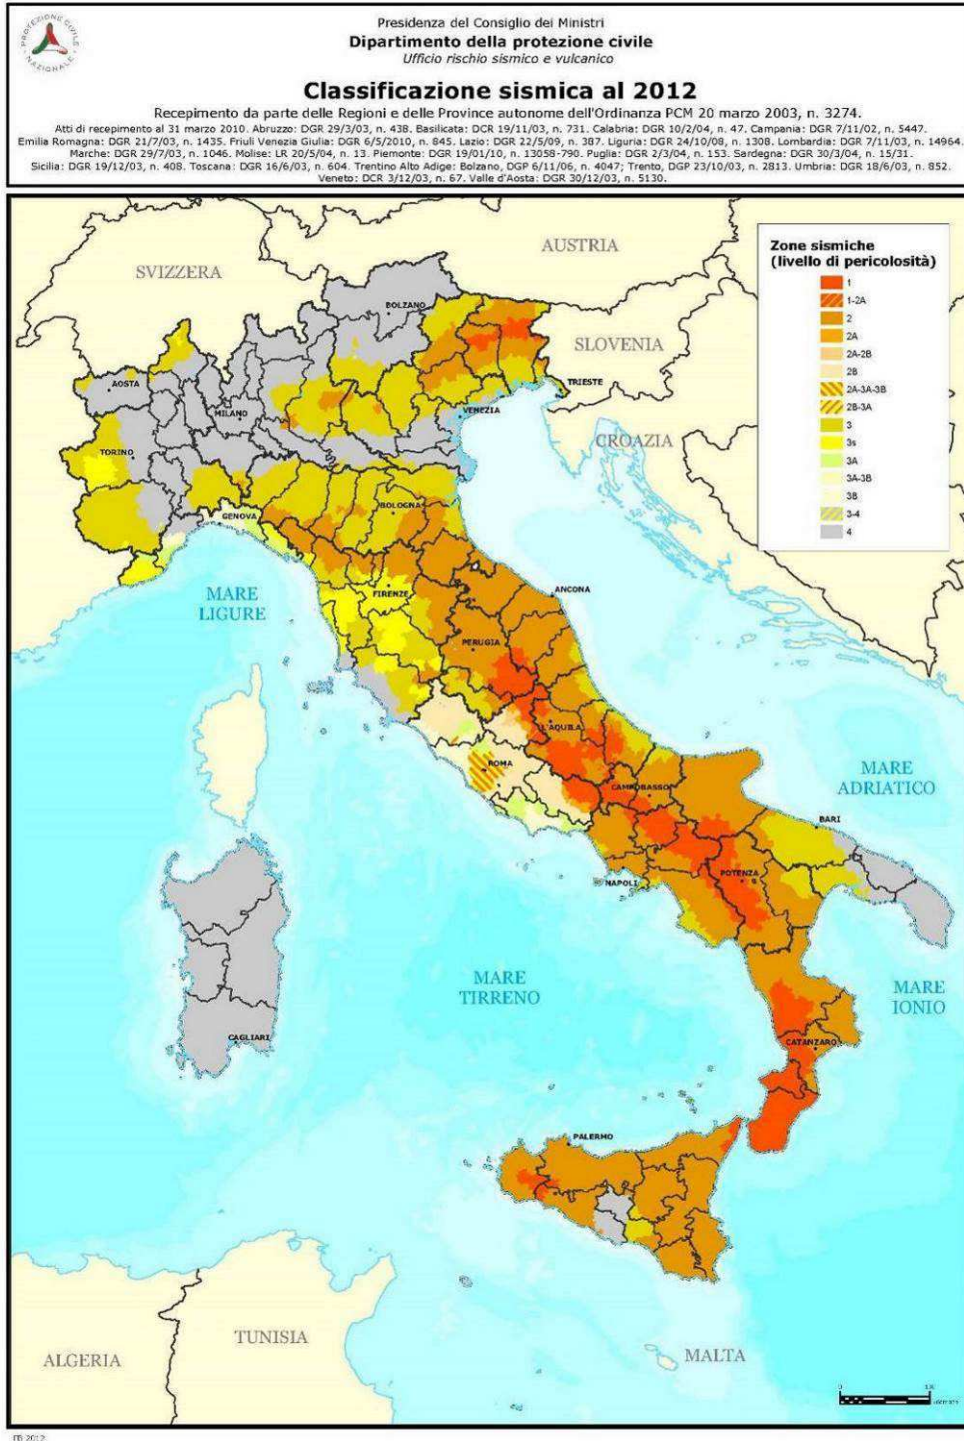 PROTEZIONE CIVILE
NAZIONALE
Presidenza del Consiglio dei Ministri
Dipartimento della protezione civile
Ufficio rischio sismico e vulcanico
Classificazione sismica al 2012
Recepimento da parte delle Regioni e delle Province autonome dell'Ordinanza PCM 20 marzo 2003, n. 3274.
Atti di recepimento al 31 marzo 2010. Abruzzo: DGR 29/3/03, n. 438. Basilicata: DCR 19/11/03, n. 731. Calabria: DGR 10/2/04, n. 47. Campania: DGR 7/11/02, n. 5447.
Emilia Romagna: DGR 21/7/03, n. 1435. Friuli Venezia Giulia: DGR 6/5/2010, n. 845. Lazio: DGR 22/5/09, n. 387. Liguria: DGR 24/10/08, n. 1308. Lombardia: DGR 7/11/03, n. 14964.
Marche: DGR 29/7/03, n. 1046. Molise: LR 20/5/04, n. 13. Piemonte: DGR 19/01/10, n. 13058-790. Puglia: DGR 2/3/04, n. 153. Sardegna: DGR 30/3/04, n. 15/31.
Sicilia: DGR 19/12/03, n. 408. Toscana: DGR 16/6/03, n. 604. Trentino Alto Adige: Bolzano, DGP 6/11/06, n. 4047; Trento, DGP 23/10/03, n. 2813. Umbria: DGR 18/6/03, n. 852.
Veneto: DCR 3/12/03, n. 67. Valle d'Aosta: DGR 30/12/03, n. 5130.
Zone sismiche
(livello di pericolosità)
1
1-2A
2
2A
2A-2B
2B
2A-3A-3B
2B-3A
3
3s
3A
3A-3B
3B
3-4
4
AUSTRIA
SVIZZERA
BOLZANO
SLOVENIA
AOSTA
TRIESTE
MILANO
VENEZIA
CROAZIA
TORINO
BOLOGNA
GENOVA
MARE
LIGURE
FIRENZE
ANCONA
PERUGIA
L'AQUILA
ROMA
MARE
ADRIATICO
CAMPOBASSO
BARI
NAPOLI
POTENZA
MARE
TIRRENO
MARE
IONIO
CAGLIARI
CATANZARO
PALERMO
TUNISIA
ALGERIA
MALTA
0
FB 2012